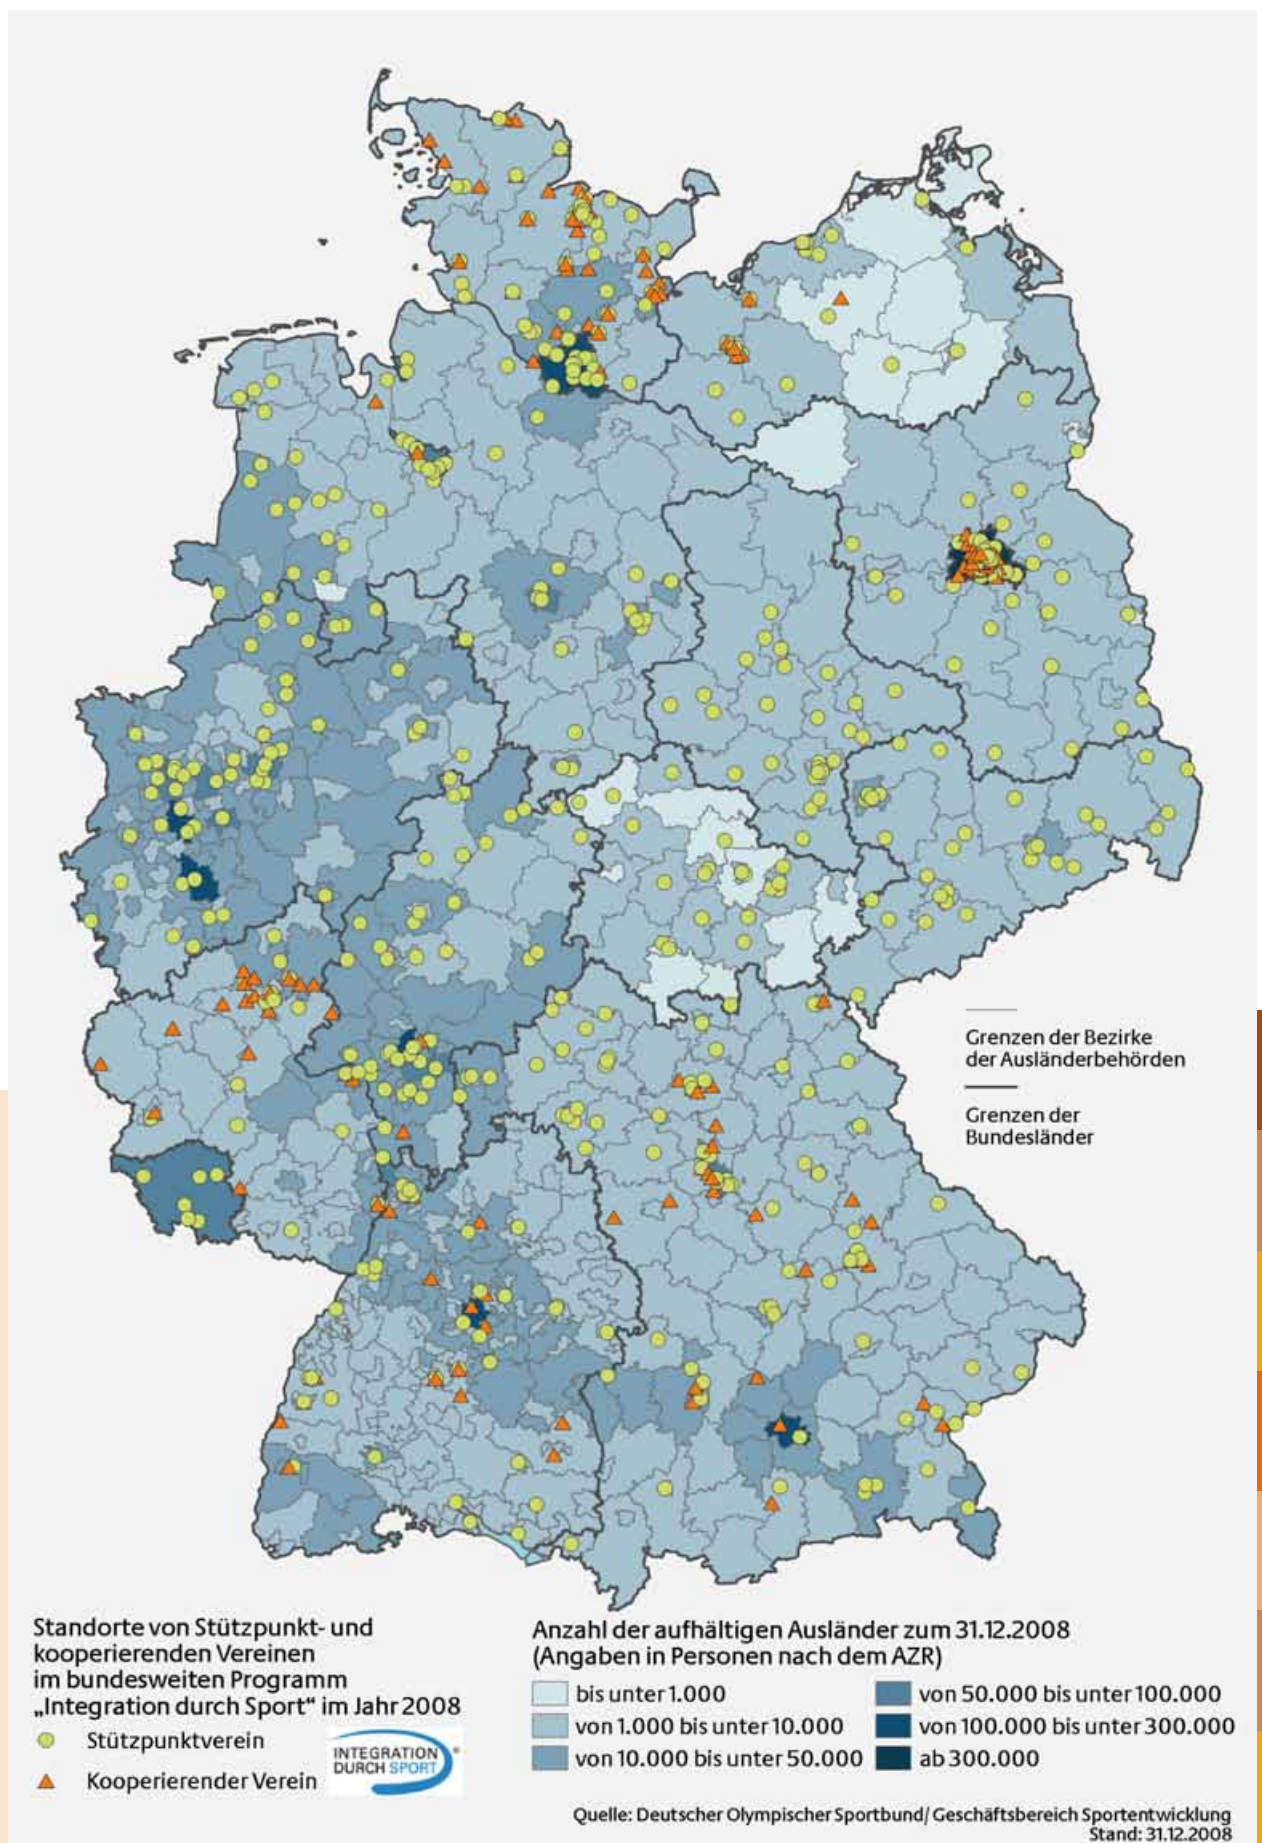 Grenzen der Bezirke
der Ausländerbehörden
Grenzen der
Bundesländer
Standorte von Stützpunkt- und
kooperierenden Vereinen
im bundesweiten Programm
„Integration durch Sport“ im Jahr 2008
Stützpunktverein
Kooperierender Verein
INTEGRATION
DURCH SPORT®
Anzahl der aufhältigen Ausländer zum 31.12.2008
(Angaben in Personen nach dem AZR)
bis unter 1.000
von 1.000 bis unter 10.000
von 10.000 bis unter 50.000
von 50.000 bis unter 100.000
von 100.000 bis unter 300.000
ab 300.000
Quelle: Deutscher Olympischer Sportbund/ Geschäftsbereich Sportentwicklung
Stand: 31.12.2008